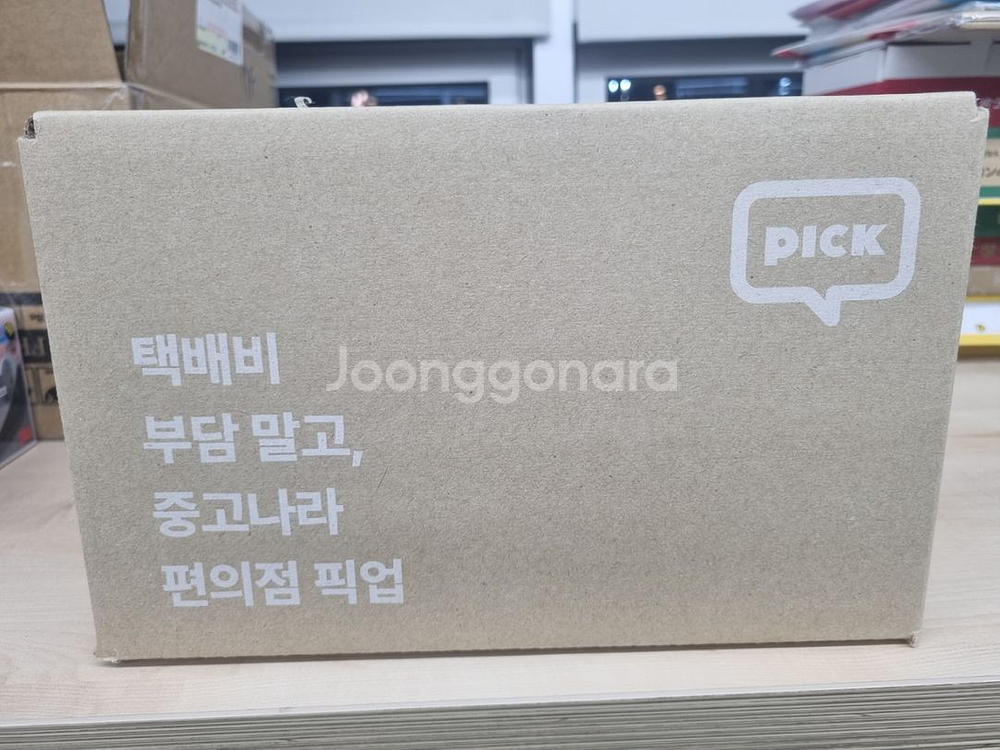 PICK
택배비
Joonggonara
부담 말고,
중고나라
편의점 픽업